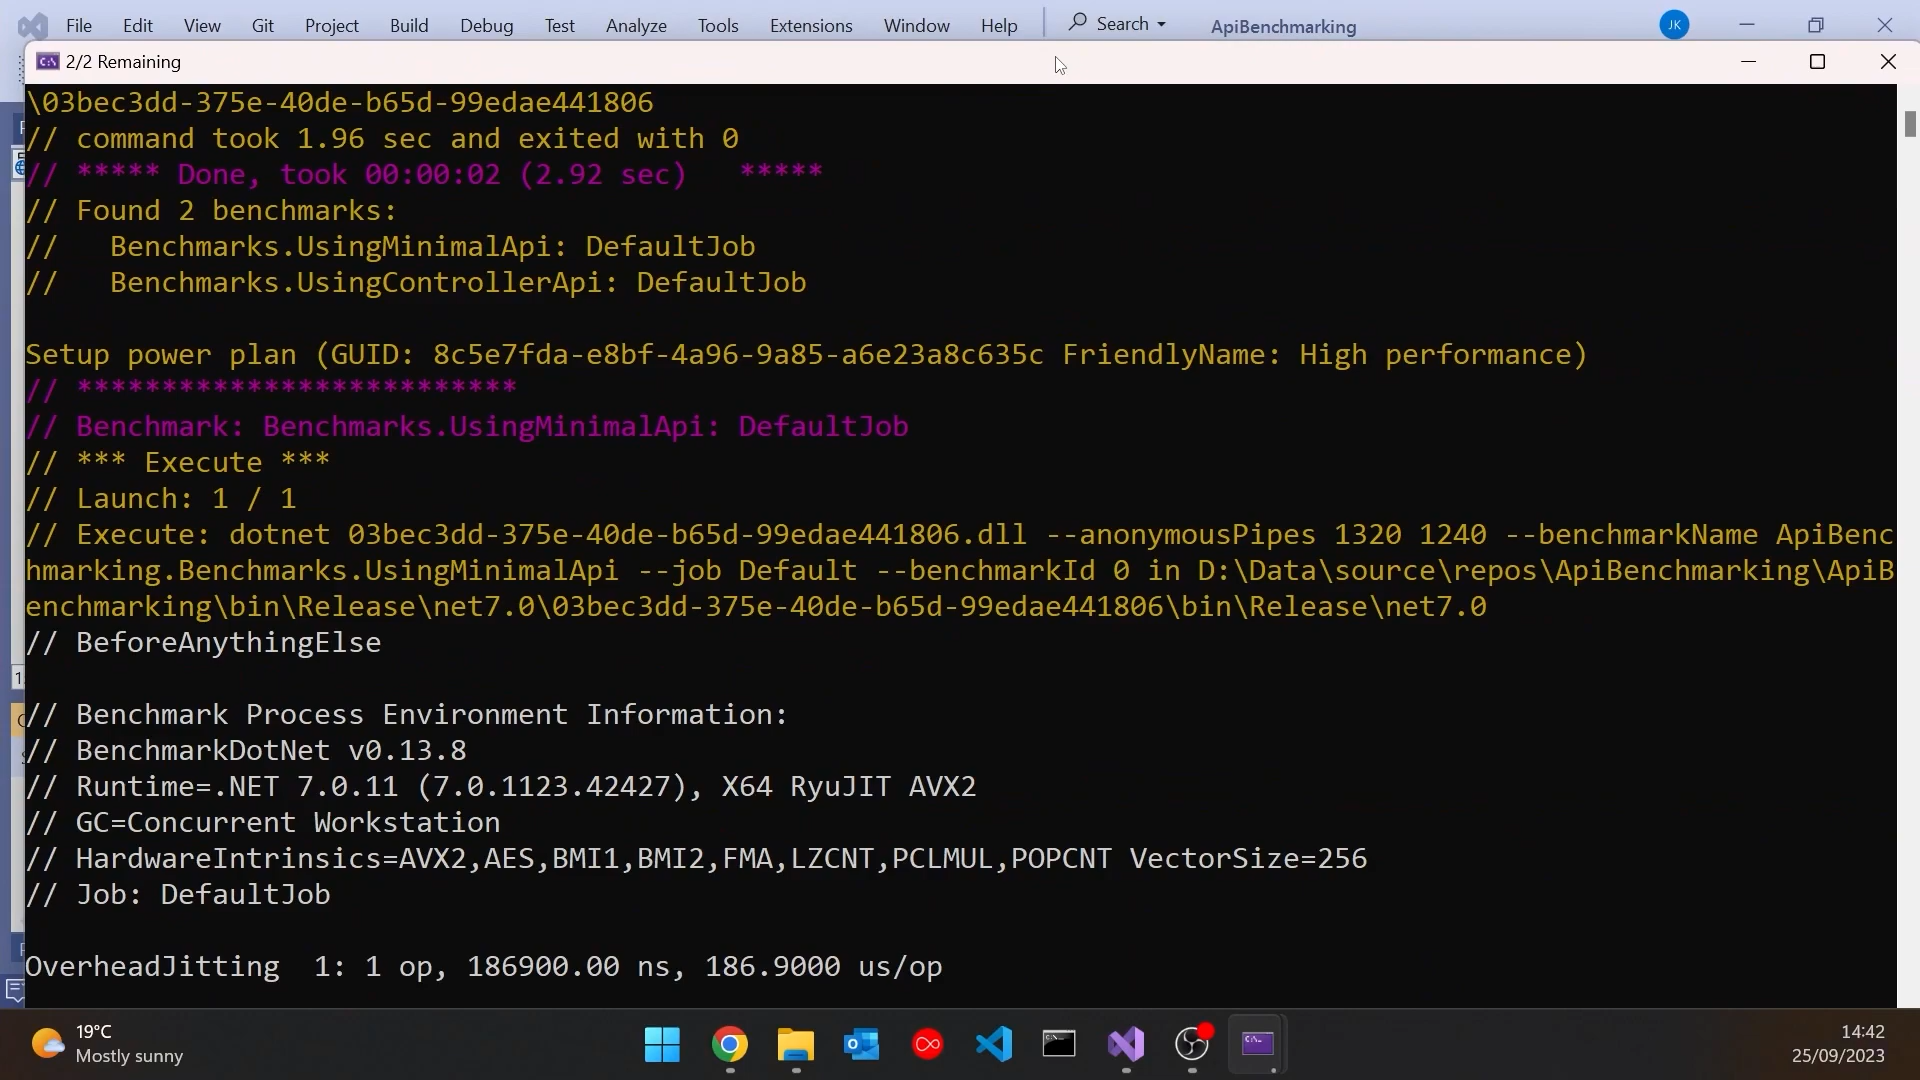 File Edit View Git Project Build Debug Test Analyze Tools Extensions Window Help Search ApiBenchmarking JK
2/2 Remaining
\03bec3dd-375e-40de-b65d-99edae441806
// command took 1.96 sec and exited with 0
// ***** Done, took 00:00:02 (2.92 sec)   *****
// Found 2 benchmarks:
//   Benchmarks.UsingMinimalApi: DefaultJob
//   Benchmarks.UsingControllerApi: DefaultJob
Setup power plan (GUID: 8c5e7fda-e8bf-4a96-9a85-a6e23a8c635c FriendlyName: High performance)
// **************************
// Benchmark: Benchmarks.UsingMinimalApi: DefaultJob
// *** Execute ***
// Launch: 1 / 1
// Execute: dotnet 03bec3dd-375e-40de-b65d-99edae441806.dll --anonymousPipes 1320 1240 --benchmarkName ApiBenc
hmarking.Benchmarks.UsingMinimalApi --job Default --benchmarkId 0 in D:\Data\source\repos\ApiBenchmarking\ApiB
enchmarking\bin\Release\net7.0\03bec3dd-375e-40de-b65d-99edae441806\bin\Release\net7.0
// BeforeAnythingElse
// Benchmark Process Environment Information:
// BenchmarkDotNet v0.13.8
// Runtime=.NET 7.0.11 (7.0.1123.42427), X64 RyuJIT AVX2
// GC=Concurrent Workstation
// HardwareIntrinsics=AVX2,AES,BMI1,BMI2,FMA,LZCNT,PCLMUL,POPCNT VectorSize=256
// Job: DefaultJob
OverheadJitting  1: 1 op, 186900.00 ns, 186.9000 us/op
19°C
Mostly sunny
14:42
25/09/2023